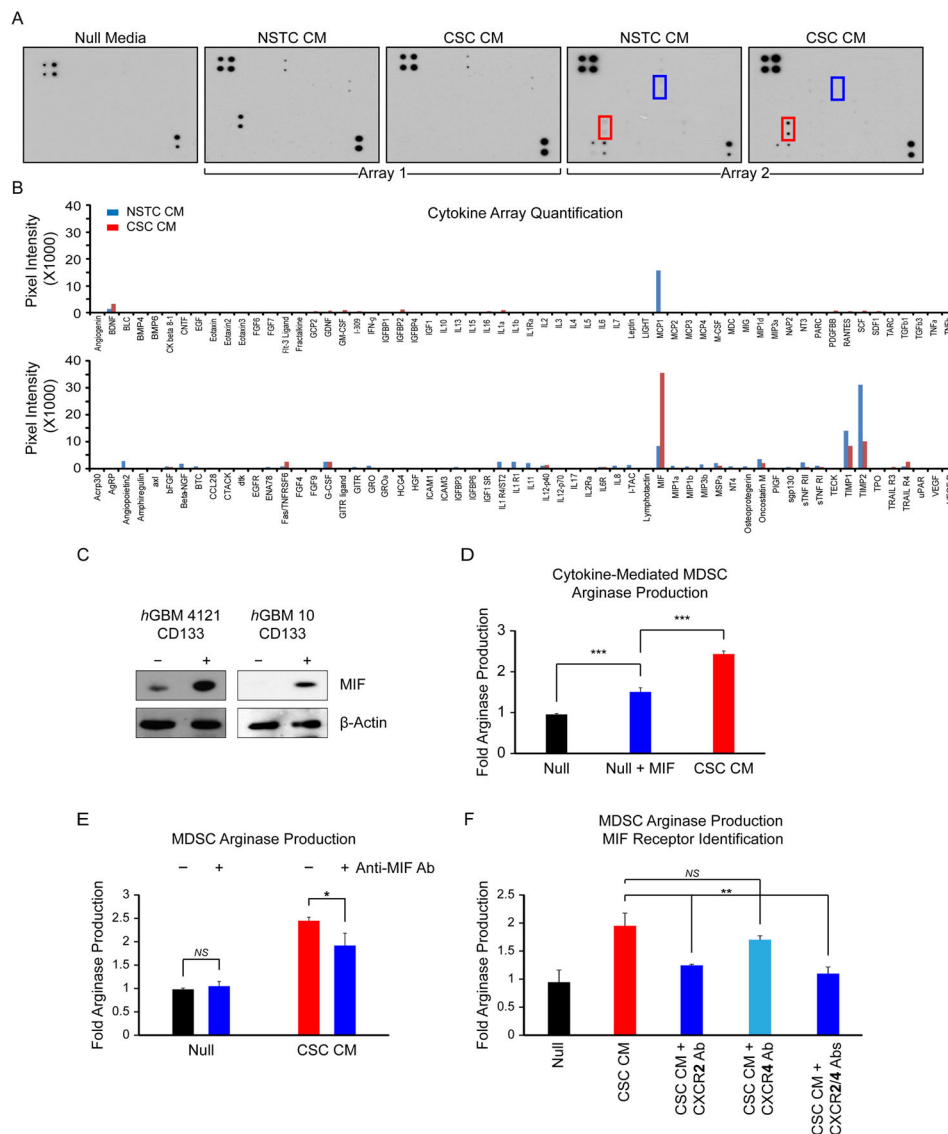 A
Null Media
NSTC CM
CSC CM
NSTC CM
CSC CM
Array 1
Array 2
B
NSTC CM
CSC CM
Cytokine Array Quantification
Pixel Intensity
(X1000)
40
30
20
10
0
Angiogenin
BDNF
BLC
BMP4
BMP6
CK beta 8-1
CNTF
EGF
Eotaxin
Eotaxin2
Eotaxin3
FGF6
FGF7
Flt-3 Ligand
Fractalkine
GCP2
GDNF
GM-CSF
I-309
IFN-g
IGFBP1
IGFBP2
IGFBP4
IGF1
IL10
IL13
IL15
IL16
IL1a
IL1b
IL1Ra
IL2
IL3
IL4
IL5
IL6
IL7
Leptin
LIGHT
MCP1
MCP2
MCP3
MCP4
M-CSF
MDC
MIG
MIP1d
MIP3a
NAP2
NT3
PARC
PDGFBB
RANTES
SCF
SDF1
TARC
TGFb1
TGFb3
TNFa
Pixel Intensity
(X1000)
40
30
20
10
0
Acrp30
AgRP
Angiopoietin2
Amphiregulin
axl
bFGF
Beta-NGF
BTC
CCL28
CTACK
dtk
EGFR
ENA78
Fas/TNFRSF6
FGF4
FGF9
G-CSF
GITR ligand
GITR
GRO
GROa
HCC4
HGF
ICAM1
ICAM3
IGFBP3
IGFBP6
IGF1SR
IL1 R4/ST2
IL1 R1
IL11
IL12-p40
IL12-p70
IL17
IL2Ra
IL6R
IL8
I-TAC
Lymphotactin
MIF
MIP1a
MIP1b
MIP3b
MSPa
NT4
Osteoprotegerin
Oncostatin M
PIGF
sgp130
sTNF RII
sTNF RI
TECK
TIMP1
TIMP2
TPO
TRAIL R3
TRAIL R4
uPAR
VEGF
C
hGBM 4121
CD133
hGBM 10
CD133
– + – +
MIF
β-Actin
D
Cytokine-Mediated MDSC
Arginase Production
Fold Arginase Production
3
2
1
0
***
***
Null
Null + MIF
CSC CM
E
MDSC Arginase Production
– + – + Anti-MIF Ab
Fold Arginase Production
3
2.5
2
1.5
1
0.5
0
NS
*
Null
CSC CM
F
MDSC Arginase Production
MIF Receptor Identification
Fold Arginase Production
2.5
2
1.5
1
0.5
0
NS
**
Null
CSC CM
CSC CM +
CXCR2 Ab
CSC CM +
CXCR4 Ab
CSC CM +
CXCR2/4 Abs